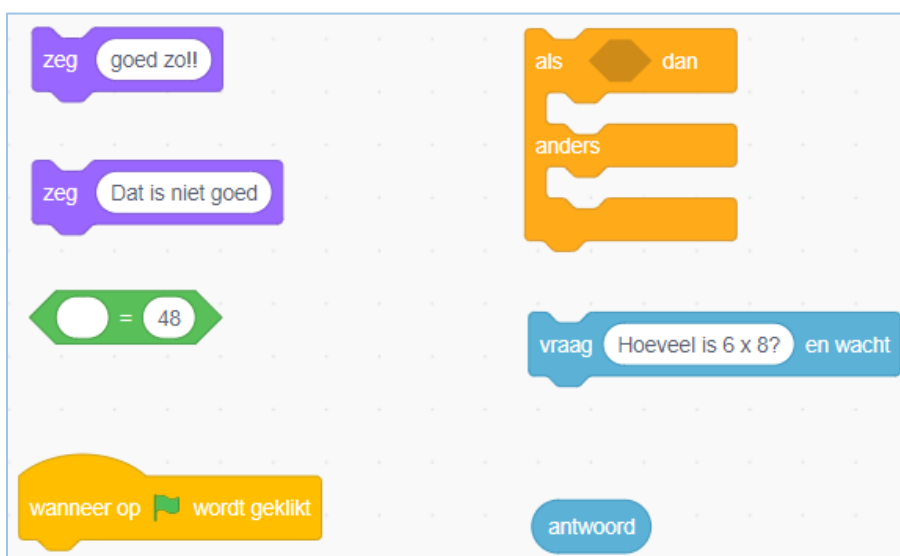 zeg goed zo!!
zeg Dat is niet goed
= 48
wanneer op wordt geklikt
als dan
anders
vraag Hoeveel is 6 x 8? en wacht
antwoord